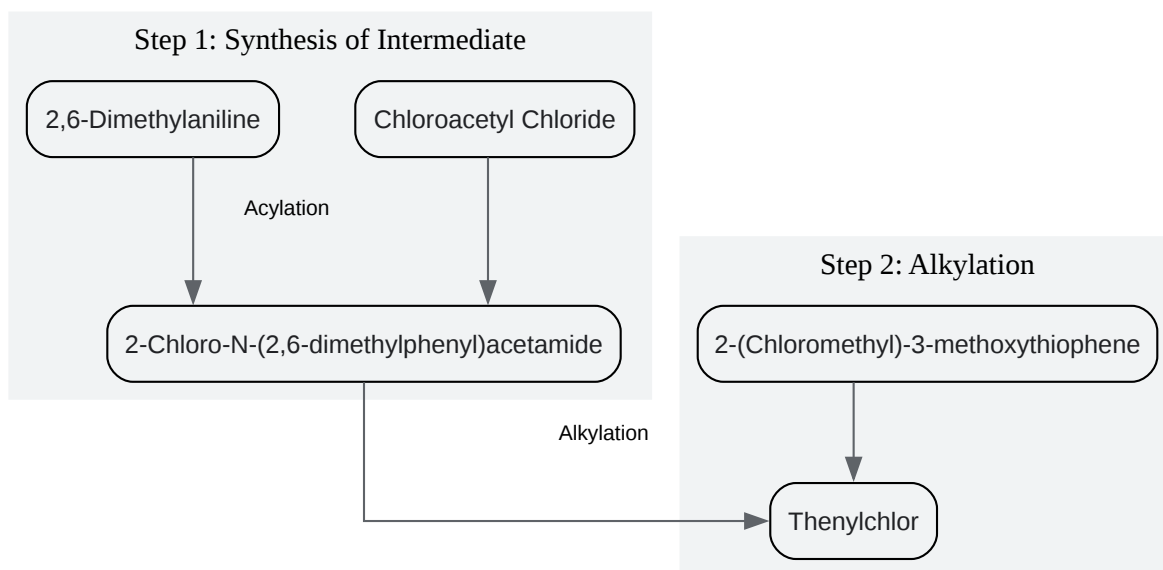 Step 1: Synthesis of Intermediate
2,6-Dimethylaniline
Chloroacetyl Chloride
Acylation
2-Chloro-N-(2,6-dimethylphenyl)acetamide
Step 2: Alkylation
2-(Chloromethyl)-3-methoxythiophene
Alkylation
Thenylchlor